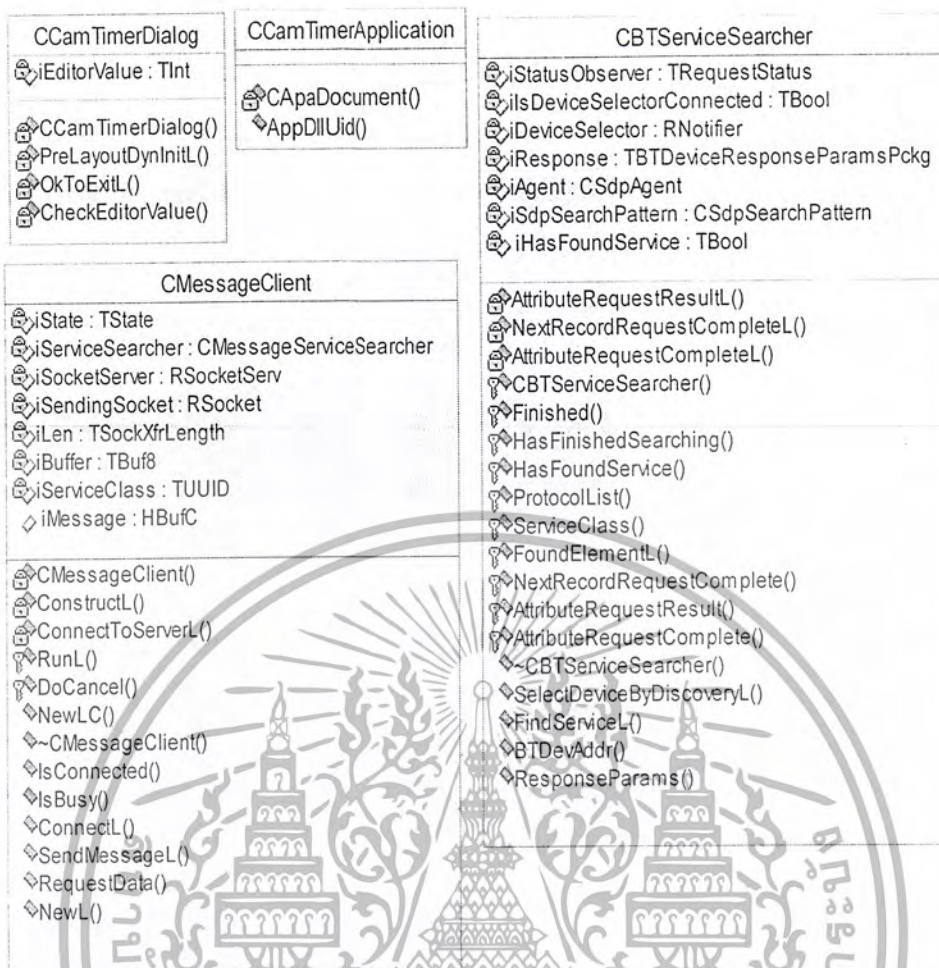 CCamTimerDialog
iEditorValue : TInt
CCamTimerDialog()
PreLayoutDynInitL()
OkToExitL()
CheckEditorValue()
CCamTimerApplication
CApaDocument()
AppDllUid()
CBTServiceSearcher
iStatusObserver : TRequestStatus
iIsDeviceSelectorConnected : TBool
iDeviceSelector : RNotifier
iResponse : TBTDeviceResponseParamsPckg
iAgent : CSdpAgent
iSdpSearchPattern : CSdpSearchPattern
iHasFoundService : TBool
AttributeRequestResultL()
NextRecordRequestCompleteL()
AttributeRequestCompleteL()
CBTServiceSearcher()
Finished()
HasFinishedSearching()
HasFoundService()
ProtocolList()
ServiceClass()
FoundElementL()
NextRecordRequestComplete()
AttributeRequestResult()
AttributeRequestComplete()
~CBTServiceSearcher()
SelectDeviceByDiscoveryL()
FindServiceL()
BTDevAddr()
ResponseParams()
CMessageClient
iState : TState
iServiceSearcher : CMessageServiceSearcher
iSocketServer : RSocketServ
iSendingSocket : RSocket
iLen : TSockXfrLength
iBuffer : TBuf8
iServiceClass : TUUID
iMessage : HBufC
CMessageClient()
ConstructL()
ConnectToServerL()
RunL()
DoCancel()
NewLC()
~CMessageClient()
IsConnected()
IsBusy()
ConnectL()
SendMessageL()
RequestData()
NewL()